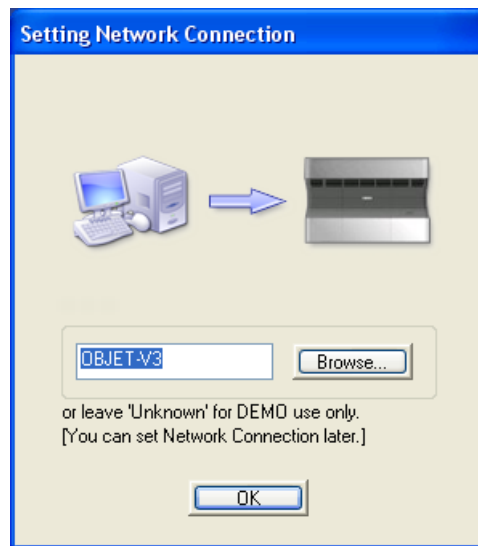 Setting Network Connection
OBJET-V3
Browse...
or leave 'Unknown' for DEMO use only.
[You can set Network Connection later.]
OK